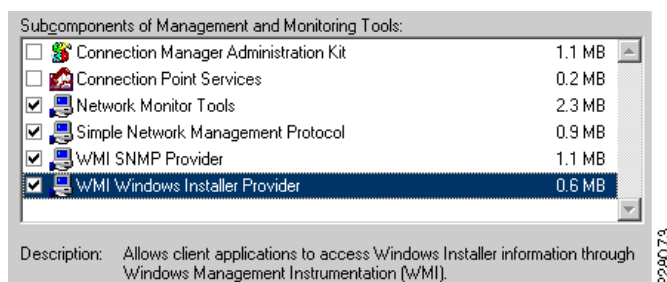 Subcomponents of Management and Monitoring Tools:
Connection Manager Administration Kit 1.1 MB
Connection Point Services 0.2 MB
Network Monitor Tools 2.3 MB
Simple Network Management Protocol 0.9 MB
WMI SNMP Provider 1.1 MB
WMI Windows Installer Provider 0.6 MB
Description: Allows client applications to access Windows Installer information through
Windows Management Instrumentation (WMI).
228073